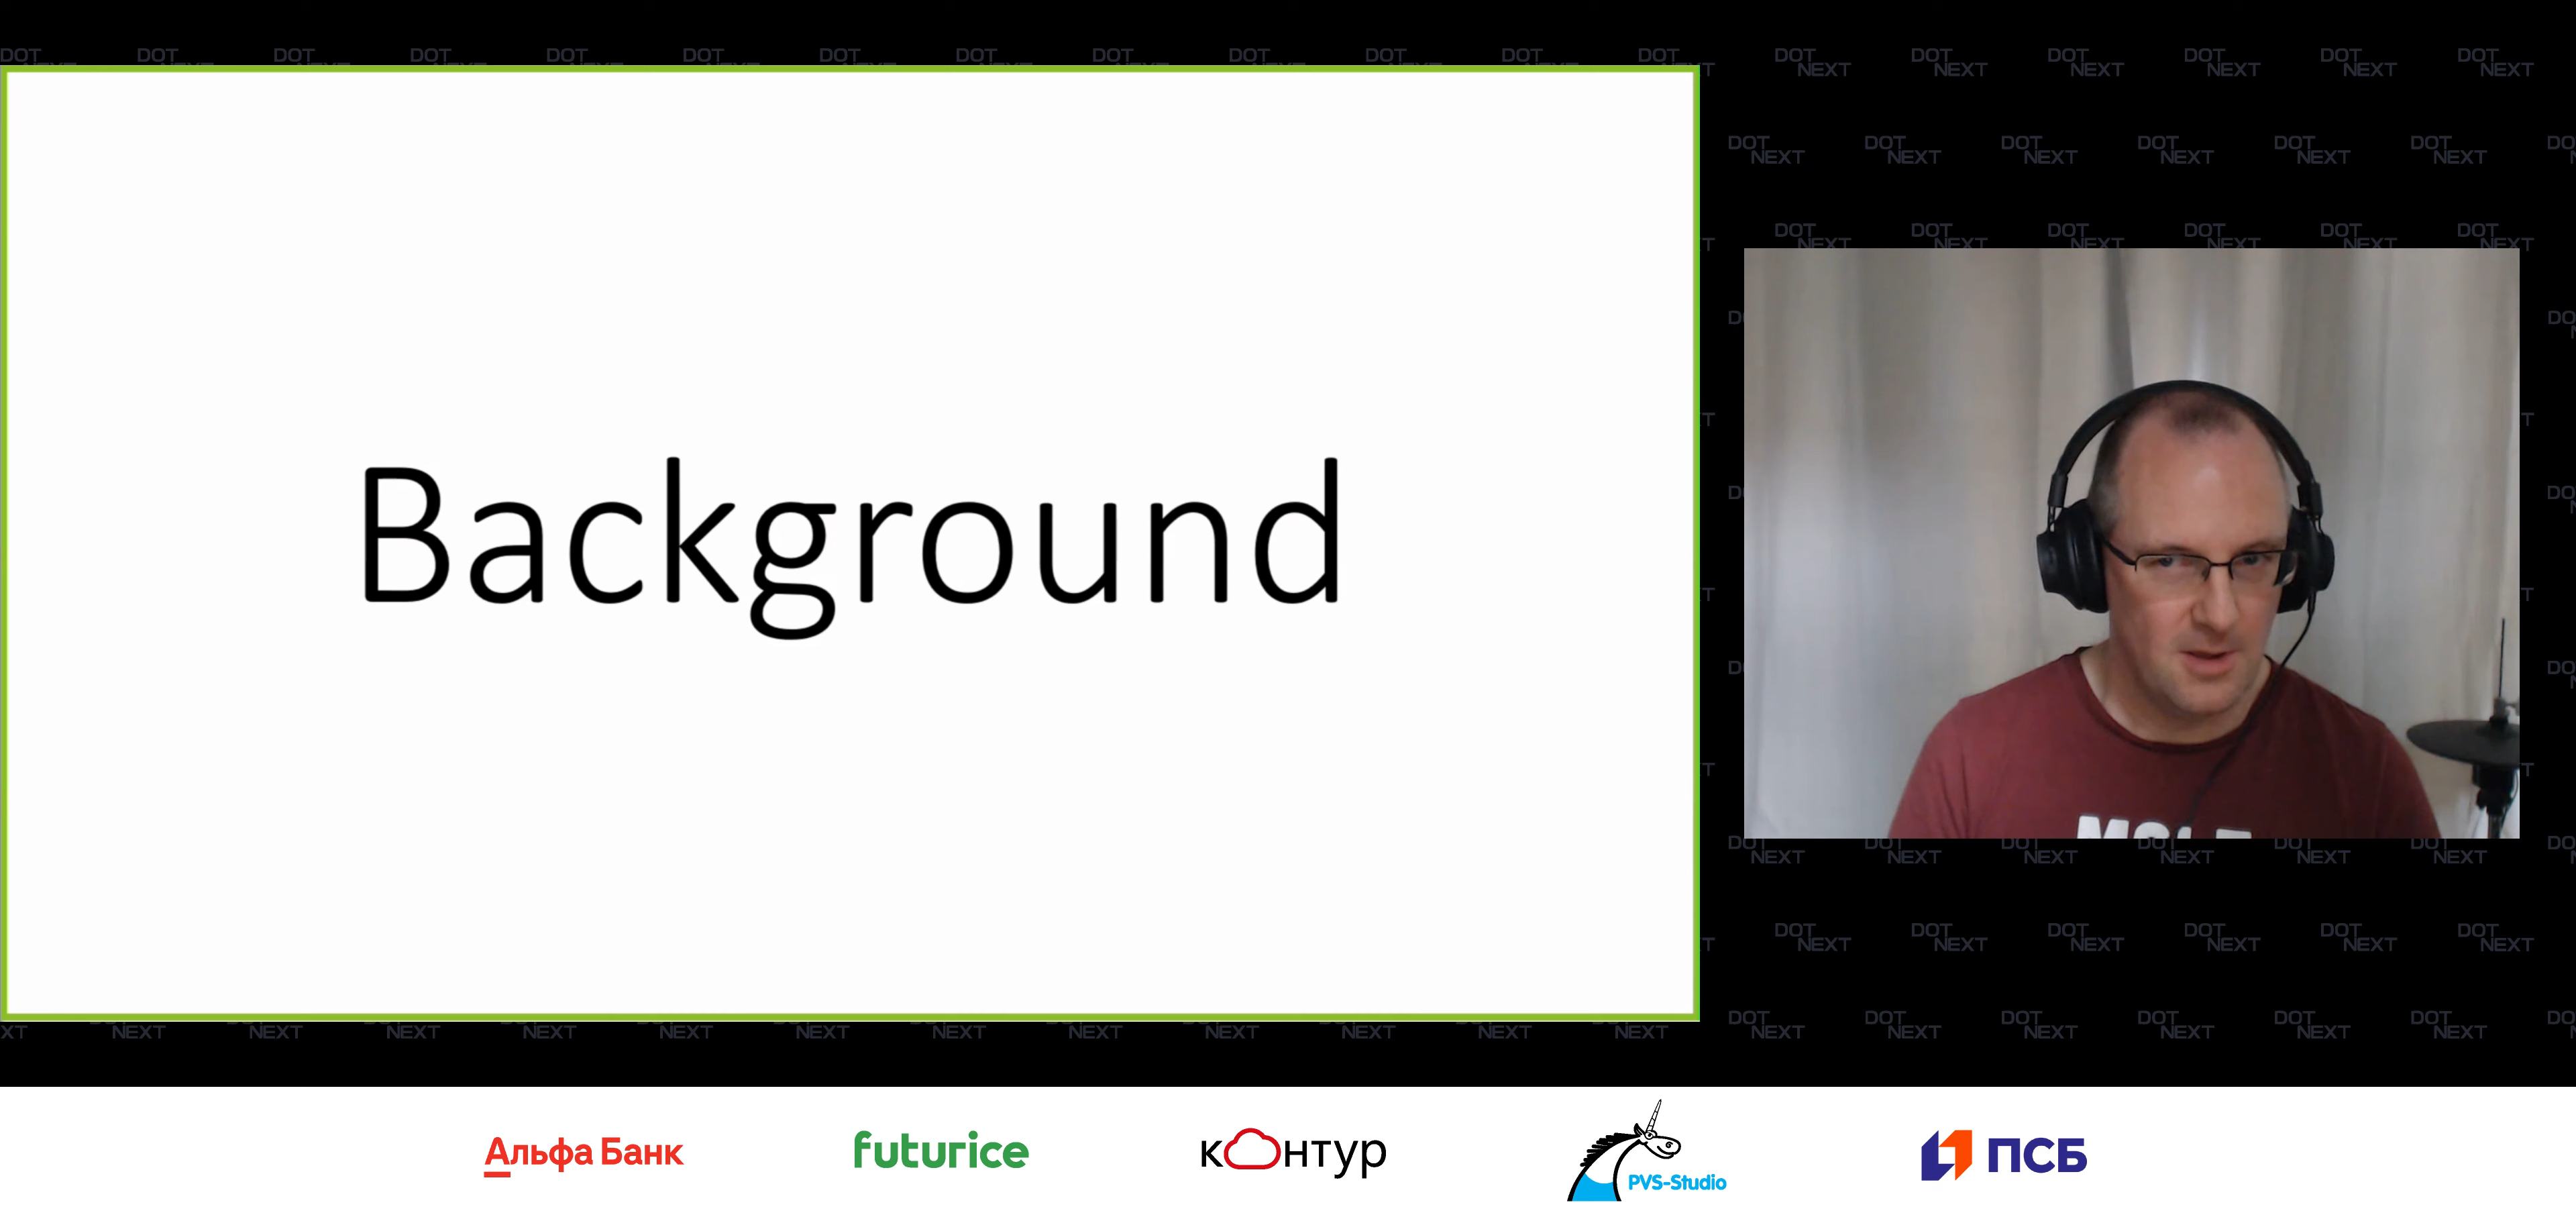 Background
DOT
NEXT
Альфа Банк
futurice
контур
PVS-Studio
ПСБ